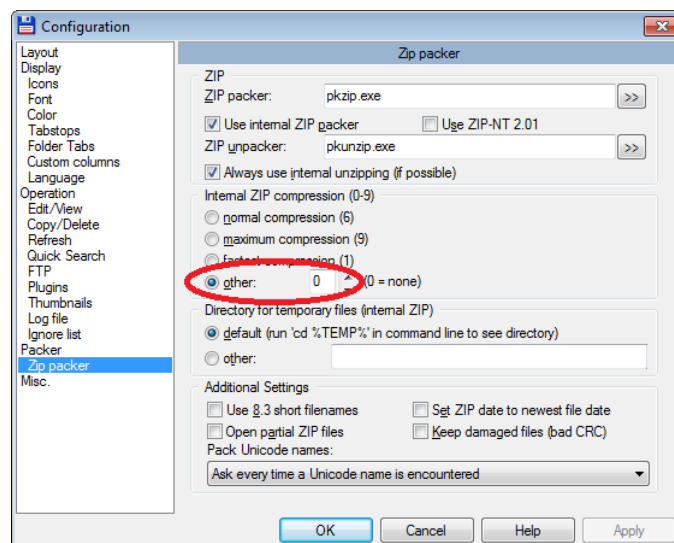 Configuration
Layout
Display
Icons
Font
Color
Tabstops
Folder Tabs
Custom columns
Language
Operation
Edit/View
Copy/Delete
Refresh
Quick Search
FTP
Plugins
Thumbnails
Log file
Ignore list
Packer
Zip packer
Misc.
Zip packer
ZIP
ZIP packer: pkzip.exe >>
Use internal ZIP packer Use ZIP-NT 2.01
ZIP unpacker: pkunzip.exe >>
Always use internal unzipping (if possible)
Internal ZIP compression (0-9)
normal compression (6)
maximum compression (9)
fastest compression (1)
other: 0 (0 = none)
Directory for temporary files (internal ZIP)
default (run 'cd %TEMP%' in command line to see directory)
other:
Additional Settings
Use 8.3 short filenames Set ZIP date to newest file date
Open partial ZIP files Keep damaged files (bad CRC)
Pack Unicode names:
Ask every time a Unicode name is encountered
OK Cancel Help Apply